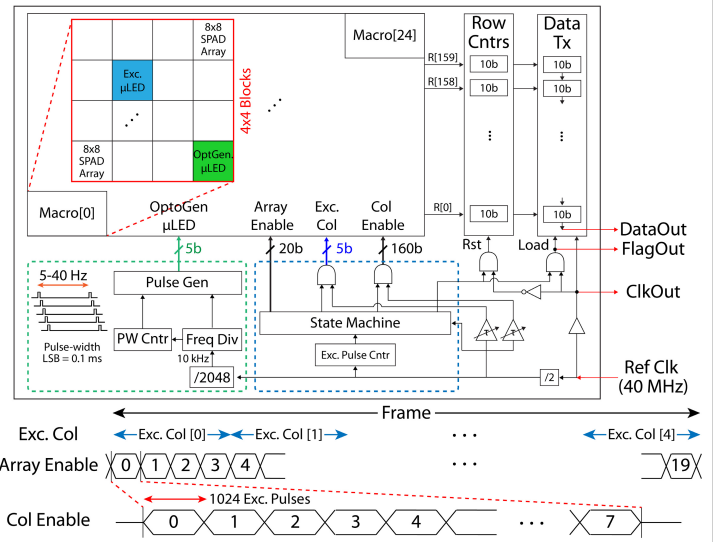 8x8
SPAD
Array
Macro[24]
Row
Cntrs
Data
Tx
Exc.
µLED
4x4 Blocks
8x8
SPAD
Array
OptGen.
µLED
R[159]
10b
10b
R[158]
10b
10b
Macro[0]
OptoGen
µLED
Array
Enable
Exc.
Col
Col
Enable
R[0]
10b
10b
5b
20b
5b
160b
Rst
Load
DataOut
FlagOut
ClkOut
5-40 Hz
Pulse-width
LSB = 0.1 ms
Pulse Gen
PW Cntr
Freq Div
10 kHz
/2048
State Machine
Exc. Pulse Cntr
τ
τ
/2
Ref Clk
(40 MHz)
Frame
Exc. Col
Exc. Col [0]
Exc. Col [1]
Exc. Col [4]
Array Enable
0
1
2
3
4
19
1024 Exc. Pulses
Col Enable
0
1
2
3
4
7